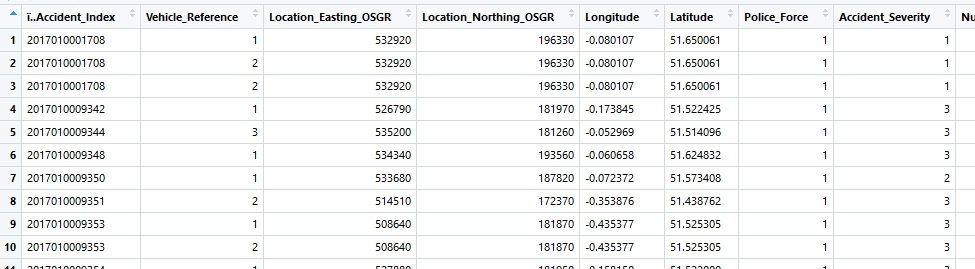 ï..Accident_Index Vehicle_Reference Location_Easting_OSGR Location_Northing_OSGR Longitude Latitude Police_Force Accident_Severity Nu
1 2017010001708 1 532920 196330 -0.080107 51.650061 1 1
2 2017010001708 2 532920 196330 -0.080107 51.650061 1 1
3 2017010001708 2 532920 196330 -0.080107 51.650061 1 1
4 2017010009342 1 526790 181970 -0.173845 51.522425 1 3
5 2017010009344 3 535200 181260 -0.052969 51.514096 1 3
6 2017010009348 1 534340 193560 -0.060658 51.624832 1 3
7 2017010009350 1 533680 187820 -0.072372 51.573408 1 2
8 2017010009351 2 514510 172370 -0.353876 51.438762 1 3
9 2017010009353 1 508640 181870 -0.435377 51.525305 1 3
10 2017010009353 2 508640 181870 -0.435377 51.525305 1 3